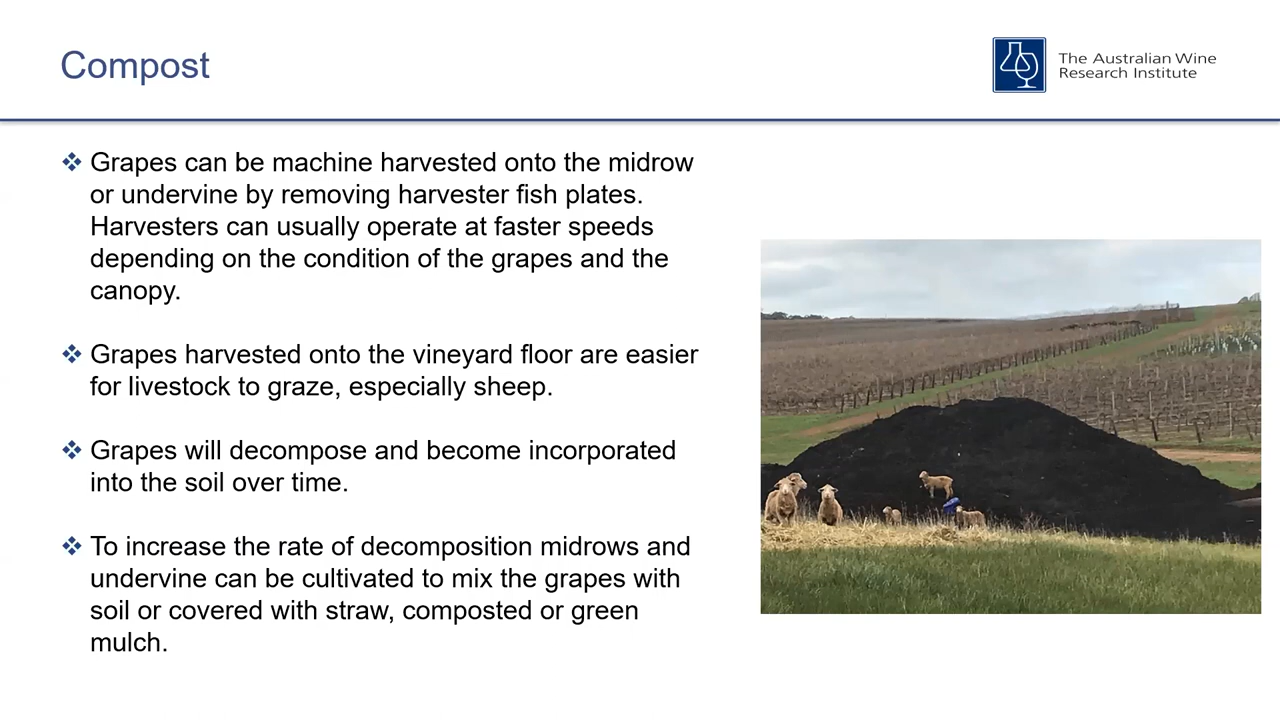 Compost
The Australian Wine
Research Institute
Grapes can be machine harvested onto the midrow
or undervine by removing harvester fish plates.
Harvesters can usually operate at faster speeds
depending on the condition of the grapes and the
canopy.
Grapes harvested onto the vineyard floor are easier
for livestock to graze, especially sheep.
Grapes will decompose and become incorporated
into the soil over time.
To increase the rate of decomposition midrows and
undervine can be cultivated to mix the grapes with
soil or covered with straw, composted or green
mulch.